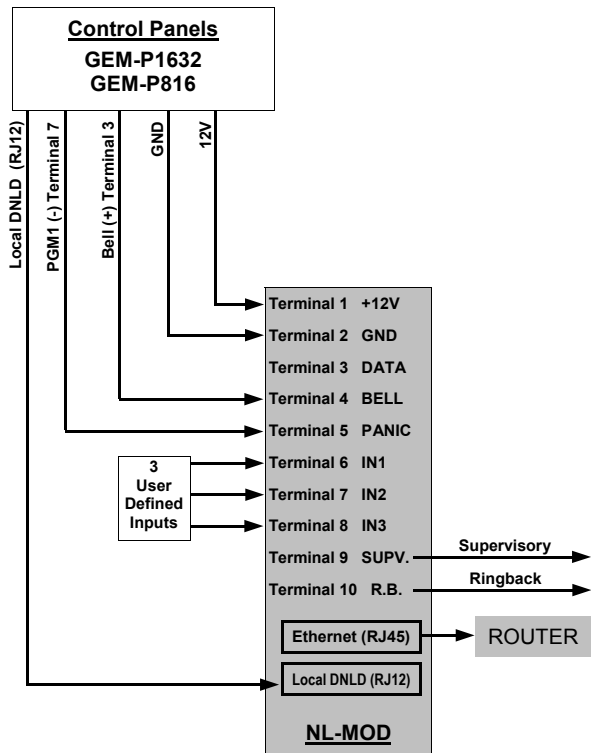 Control Panels
GEM-P1632
GEM-P816
Local DNLD (RJ12)
PGM1 (-) Terminal 7
Bell (+) Terminal 3
GND
12V
Terminal 1 +12V
Terminal 2 GND
Terminal 3 DATA
Terminal 4 BELL
Terminal 5 PANIC
3
User
Defined
Inputs
Terminal 6 IN1
Terminal 7 IN2
Terminal 8 IN3
Terminal 9 SUPV.
Supervisory
Terminal 10 R.B.
Ringback
Ethernet (RJ45)
ROUTER
Local DNLD (RJ12)
NL-MOD